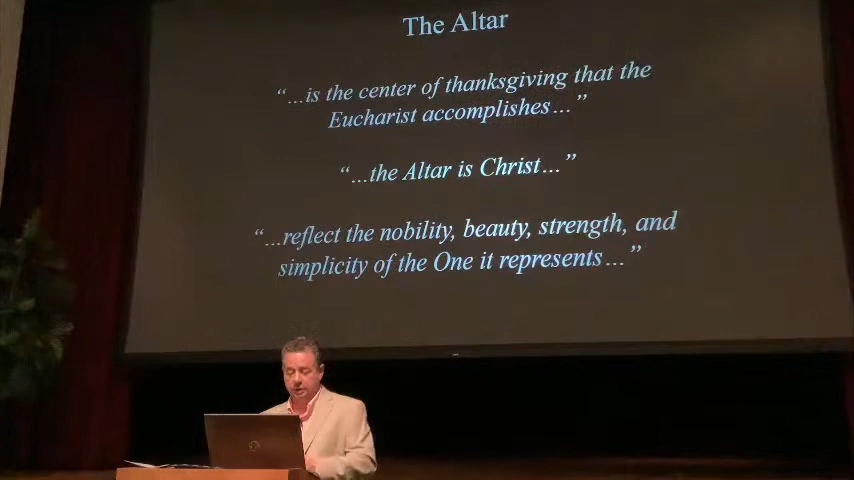 The Altar
“…is the center of thanksgiving that the
Eucharist accomplishes…”
“…the Altar is Christ…”
“…reflect the nobility, beauty, strength, and
simplicity of the One it represents…”